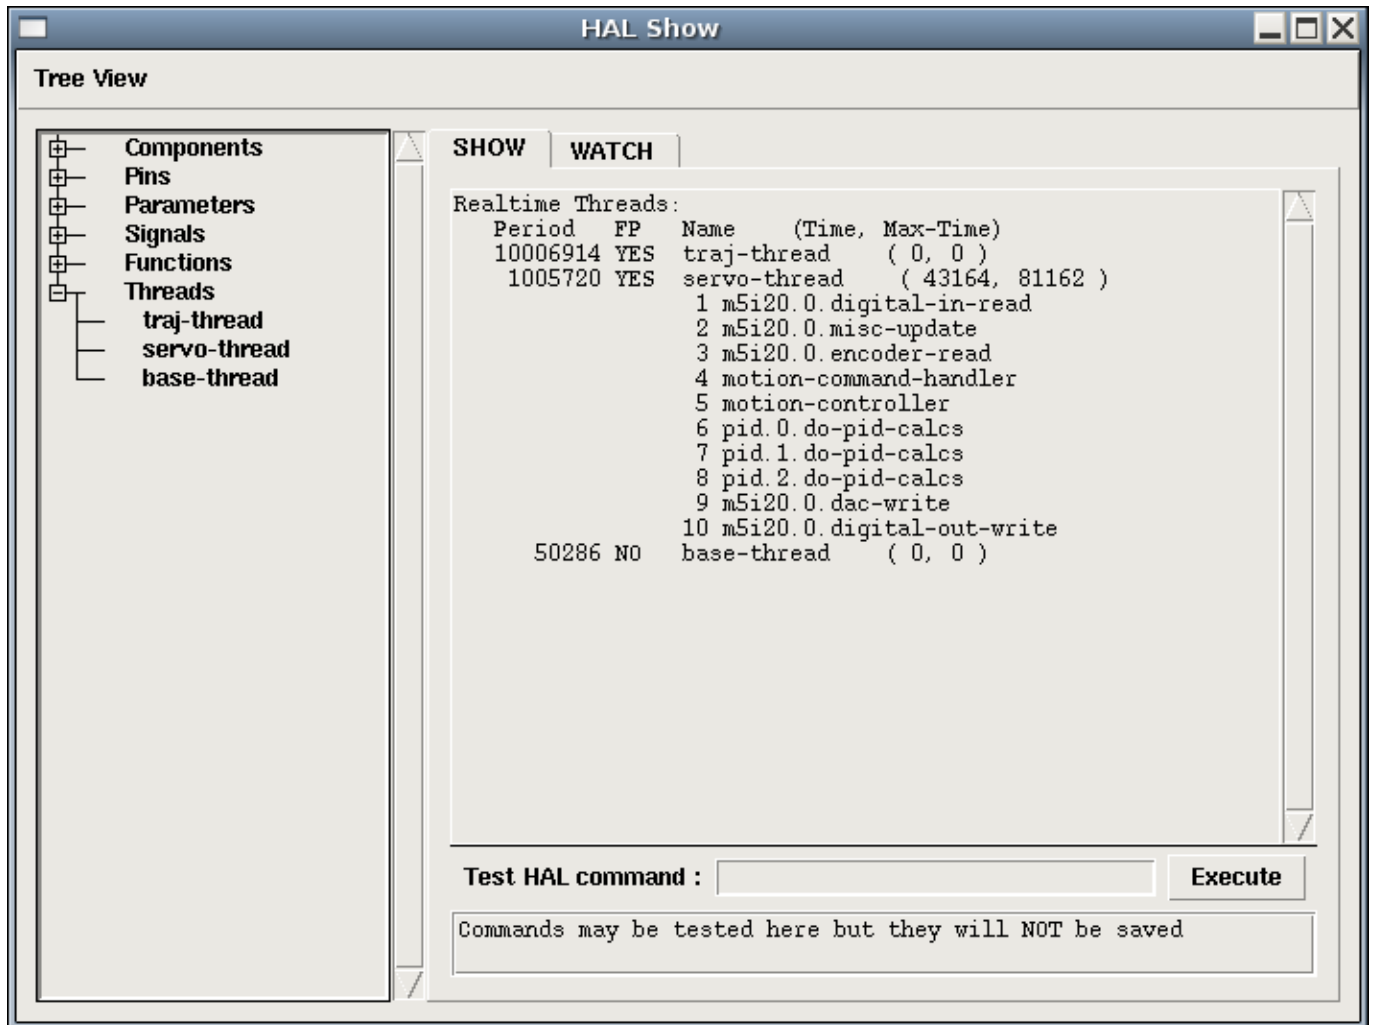 HAL Show
Tree View
Components
Pins
Parameters
Signals
Functions
Threads
traj-thread
servo-thread
base-thread
SHOW WATCH
Realtime Threads:
Period FP Name (Time, Max-Time)
10006914 YES traj-thread ( 0, 0 )
1005720 YES servo-thread ( 43164, 81162 )
1 m5i20.0.digital-in-read
2 m5i20.0.misc-update
3 m5i20.0.encoder-read
4 motion-command-handler
5 motion-controller
6 pid.0.do-pid-calcs
7 pid.1.do-pid-calcs
8 pid.2.do-pid-calcs
9 m5i20.0.dac-write
10 m5i20.0.digital-out-write
50286 NO base-thread ( 0, 0 )
Test HAL command : Execute
Commands may be tested here but they will NOT be saved